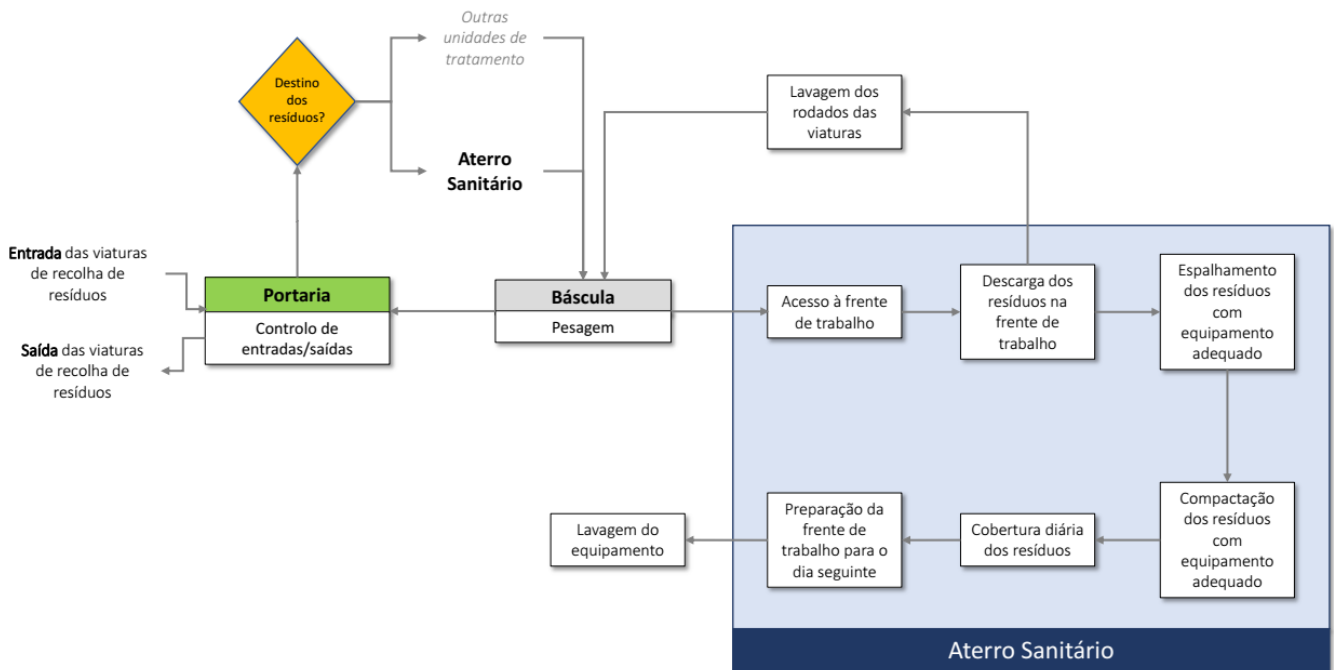 Outras
unidades de
tratamento
Destino
dos
resíduos?
Aterro
Sanitário
Lavagem dos
rodados das
viaturas
Entrada das viaturas
de recolha de
resíduos
Portaria
Controlo de
entradas/saídas
Saída das viaturas
de recolha de
resíduos
Báscula
Pesagem
Acesso à frente
de trabalho
Descarga dos
resíduos na
frente de
trabalho
Espalhamento
dos resíduos
com
equipamento
adequado
Compactação
dos resíduos
com
equipamento
adequado
Cobertura diária
dos resíduos
Preparação da
frente de
trabalho para o
dia seguinte
Lavagem do
equipamento
Aterro Sanitário